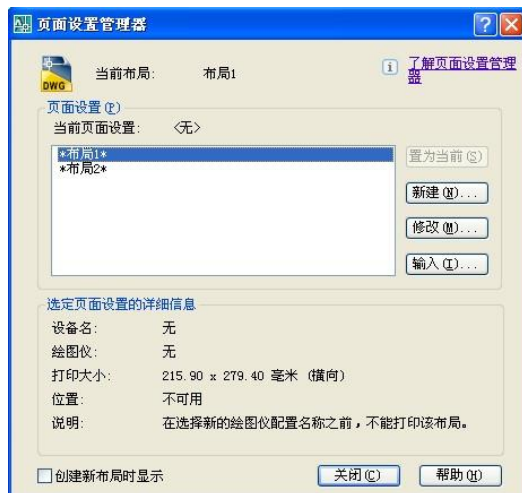 页面设置管理器
DWG
当前布局: 布局1
了解页面设置管理器
页面设置(P)
当前页面设置: <无>
*布局1*
*布局2*
置为当前(S)
新建(N)...
修改(M)...
输入(I)...
选定页面设置的详细信息
设备名: 无
绘图仪: 无
打印大小: 215.90 x 279.40 毫米 (横向)
位置: 不可用
说明: 在选择新的绘图仪配置名称之前，不能打印该布局。
创建新布局时显示
关闭(C)
帮助(H)